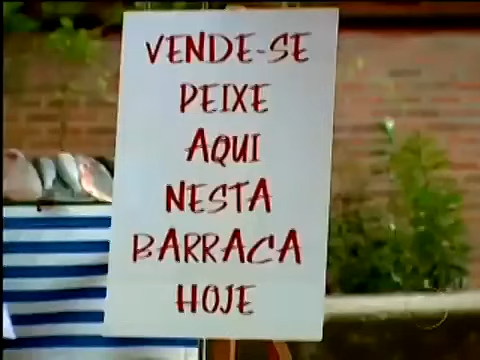 VENDE-SE
PEIXE
AQUI
NESTA
BARRACA
HOJE